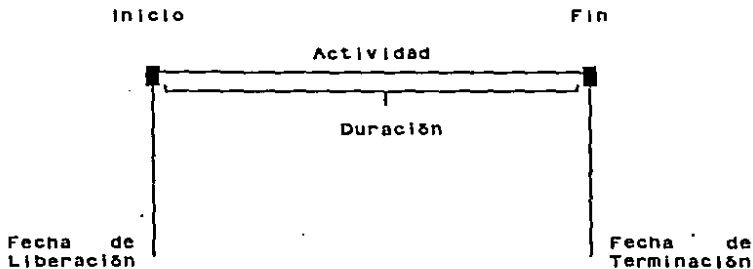 Inicio Fin
Actividad
Duración
Fecha de Fecha de
Liberación Terminación